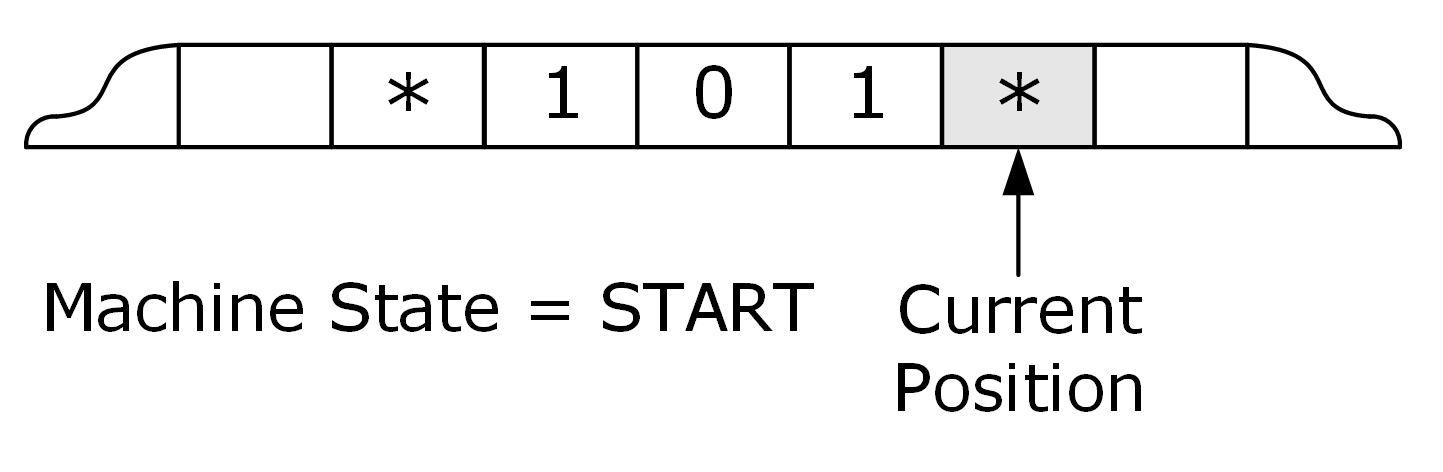 * 1 0 1 *
Machine State = START
Current
Position